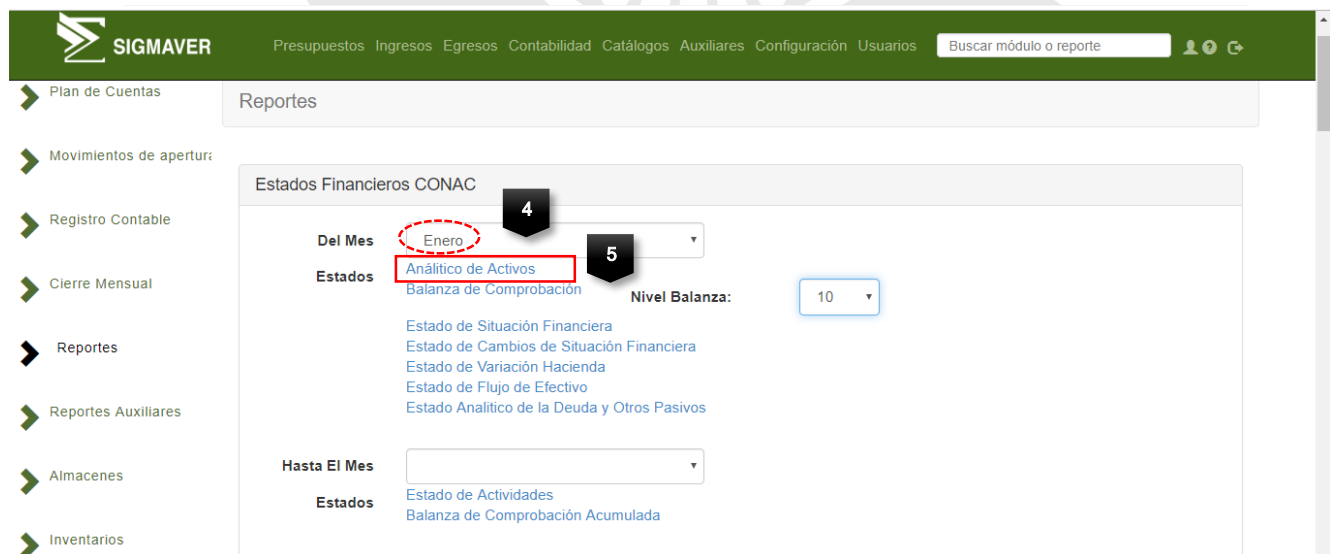 SIGMAVER
Presupuestos Ingresos Egresos Contabilidad Catálogos Auxiliares Configuración Usuarios Buscar módulo o reporte
Plan de Cuentas
Movimientos de apertura
Registro Contable
Cierre Mensual
Reportes
Reportes Auxiliares
Almacenes
Inventarios
Reportes
Estados Financieros CONAC
4
Del Mes Enero
5
Estados Análitico de Activos
Balanza de Comprobación Nivel Balanza: 10
Estado de Situación Financiera
Estado de Cambios de Situación Financiera
Estado de Variación Hacienda
Estado de Flujo de Efectivo
Estado Analitico de la Deuda y Otros Pasivos
Hasta El Mes
Estados Estado de Actividades
Balanza de Comprobación Acumulada